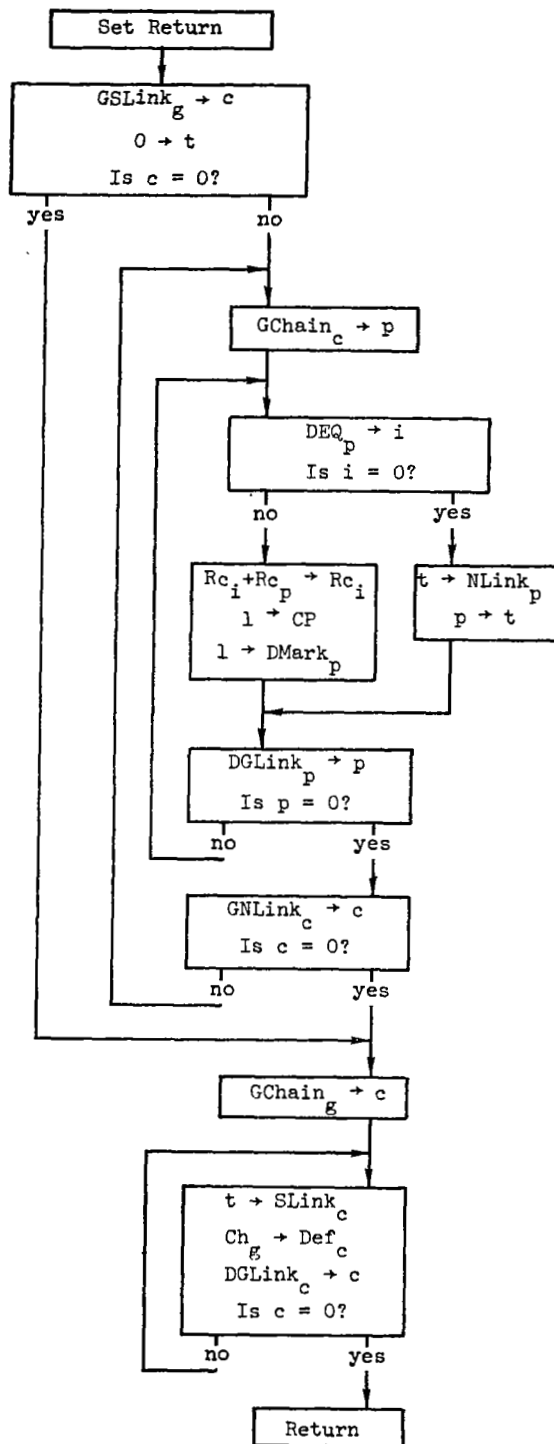 Set Return
GSLink_g → c
0 → t
Is c = 0?
yes
no
GChain_c → p
DEQ_p → i
Is i = 0?
no
yes
Rc_i+Rc_p → Rc_i
1 → CP
1 → DMark_p
t → NLink_p
p → t
DGLink_p → p
Is p = 0?
no
yes
GNLink_c → c
Is c = 0?
no
yes
GChain_g → c
t → SLink_c
Ch_g → Def_c
DGLink_c → c
Is c = 0?
no
yes
Return